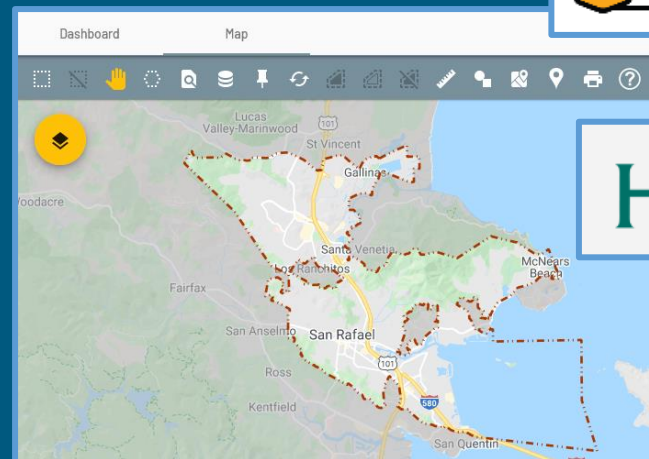 Dashboard Map
Lucas
Valley-Marinwood
101
St Vincent
Gallinas
Santa Venetia
Los Ranchitos
McNears
Beach
Fairfax
San Anselmo
San Rafael
101
Ross
580
Kentfield
San Quentin